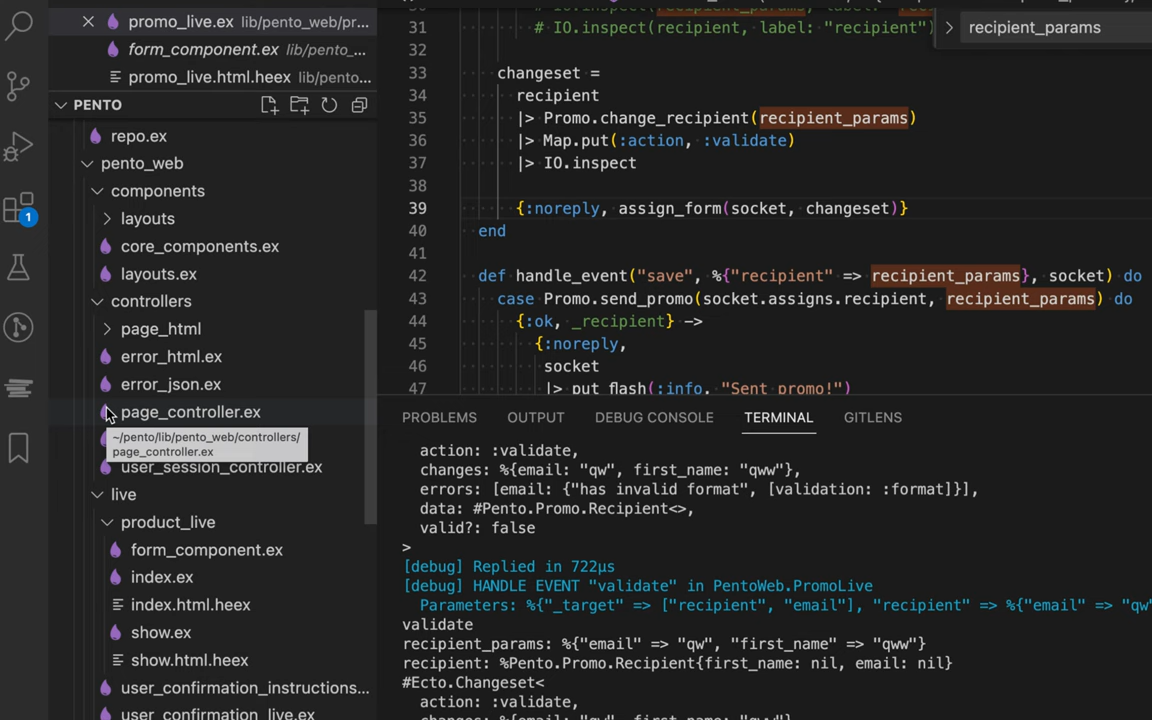 promo_live.ex lib/pento_web/pr...
form_component.ex lib/pento_...
promo_live.html.heex lib/pento...
PENTO
repo.ex
pento_web
components
layouts
core_components.ex
layouts.ex
controllers
page_html
error_html.ex
error_json.ex
page_controller.ex
~/pento/lib/pento_web/controllers/
page_controller.ex
user_session_controller.ex
live
product_live
form_component.ex
index.ex
index.html.heex
show.ex
show.html.heex
user_confirmation_instructions...
user_confirmation_live.ex
1
recipient_params
31 # IO.inspect(recipient, label: "recipient")
32
33 changeset =
34 recipient
35 |> Promo.change_recipient(recipient_params)
36 |> Map.put(:action, :validate)
37 |> IO.inspect
38
39 {:noreply, assign_form(socket, changeset)}
40 end
41
42 def handle_event("save", %{"recipient" => recipient_params}, socket) do
43 case Promo.send_promo(socket.assigns.recipient, recipient_params) do
44 {:ok, _recipient} ->
45 {:noreply,
46 socket
47 |> put_flash(:info, "Sent promo!")
PROBLEMS OUTPUT DEBUG CONSOLE TERMINAL GITLENS
action: :validate,
changes: %{email: "qw", first_name: "qww"},
errors: [email: {"has invalid format", [validation: :format]}],
data: #Pento.Promo.Recipient<>,
valid?: false
>
[debug] Replied in 722µs
[debug] HANDLE EVENT "validate" in PentoWeb.PromoLive
Parameters: %{"_target" => ["recipient", "email"], "recipient" => %{"email" => "qw"
validate
recipient_params: %{"email" => "qw", "first_name" => "qww"}
recipient: %Pento.Promo.Recipient{first_name: nil, email: nil}
#Ecto.Changeset<
action: :validate,
changes: %{email: "qw", first_name: "qww"},